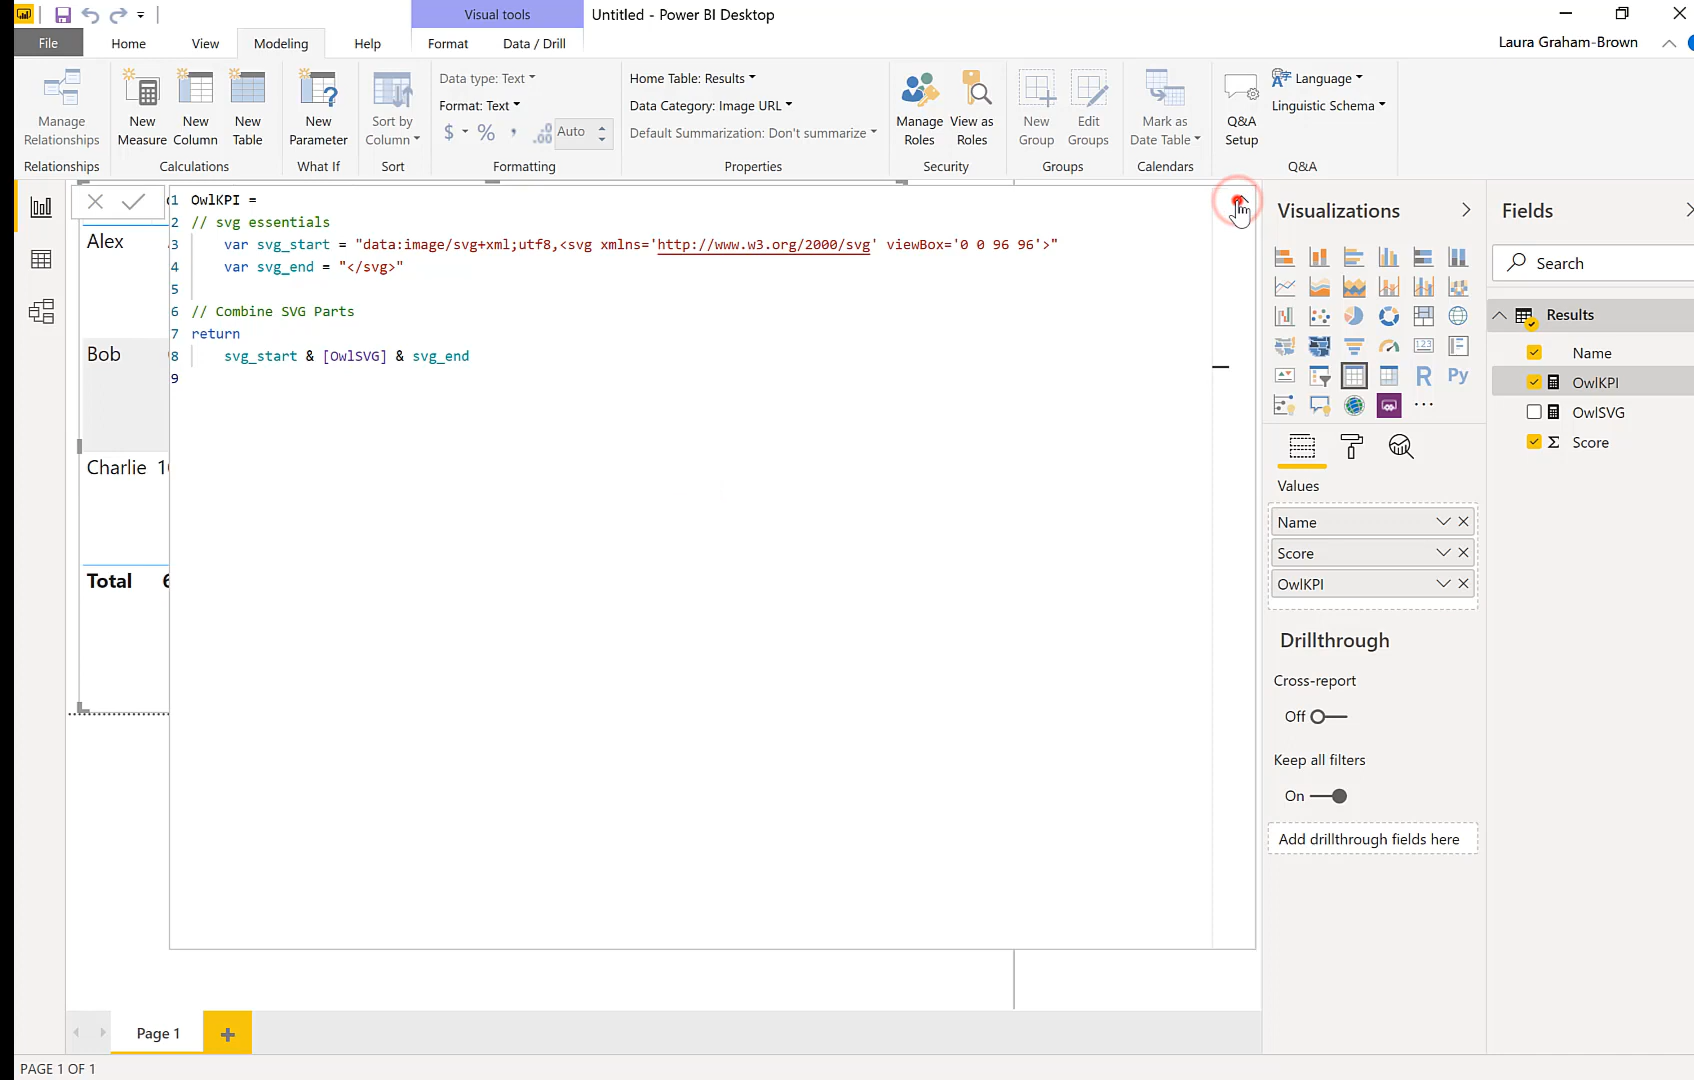 Visual tools
Untitled - Power BI Desktop
File
Home
View
Modeling
Help
Format
Data / Drill
Laura Graham-Brown
Manage Relationships
Relationships
New Measure
New Column
New Table
Calculations
New Parameter
What If
Sort by Column
Sort
Data type: Text
Format: Text
$ % , .00 Auto
Formatting
Home Table: Results
Data Category: Image URL
Default Summarization: Don't summarize
Properties
Manage Roles
View as Roles
Security
New Group
Edit Groups
Groups
Mark as Date Table
Calendars
Q&A Setup
Language
Linguistic Schema
Q&A
1 OwlKPI =
2 // svg essentials
3 var svg_start = "data:image/svg+xml;utf8,<svg xmlns='http://www.w3.org/2000/svg' viewBox='0 0 96 96'>"
4 var svg_end = "</svg>"
5
6 // Combine SVG Parts
7 return
8 svg_start & [OwlSVG] & svg_end
9
Alex
Bob
Charlie
Total
Visualizations
R
Py
123
Values
Name
Score
OwlKPI
Drillthrough
Cross-report
Off
Keep all filters
On
Add drillthrough fields here
Fields
Search
Results
Name
OwlKPI
OwlSVG
Σ Score
Page 1
PAGE 1 OF 1